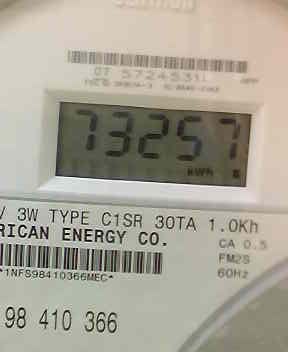 07 57245311
73257
kWh
V 3W TYPE C1SR 30TA 1.0Kh
RICAN ENERGY CO.
CA 0.5
FM2S
60Hz
*1NFS98410366MEC*
98 410 366